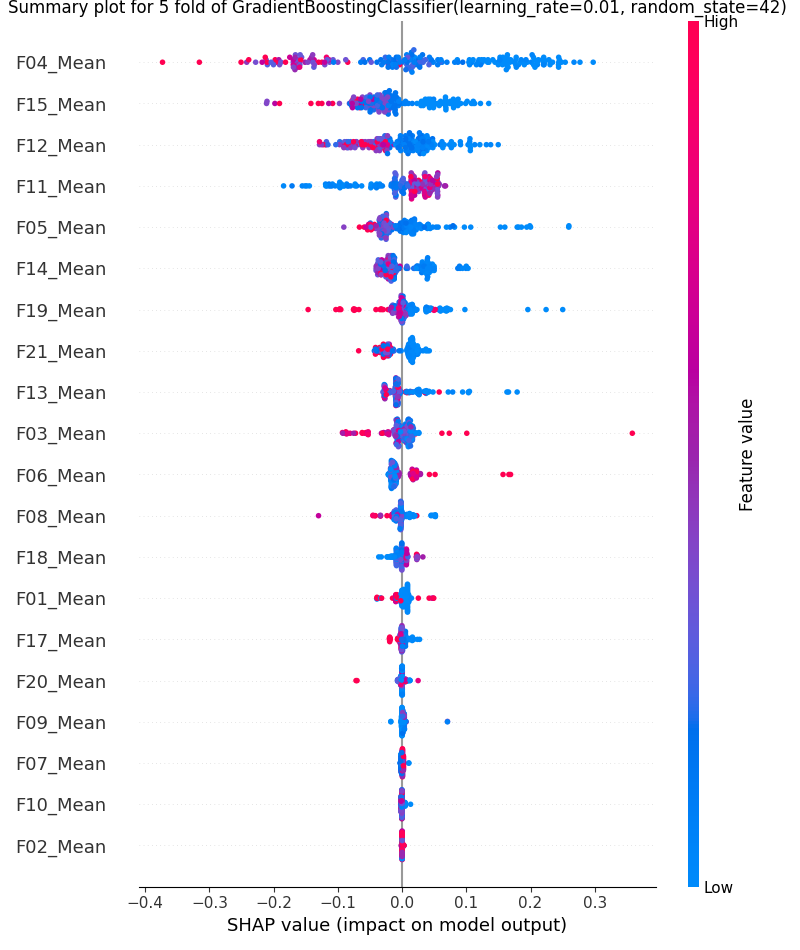 Summary plot for 5 fold of GradientBoostingClassifier(learning_rate=0.01, random_state=42)
High
F04_Mean
F15_Mean
F12_Mean
F11_Mean
F05_Mean
F14_Mean
F19_Mean
F21_Mean
F13_Mean
F03_Mean
F06_Mean
F08_Mean
F18_Mean
F01_Mean
F17_Mean
F20_Mean
F09_Mean
F07_Mean
F10_Mean
F02_Mean
Feature value
Low
−0.4 −0.3 −0.2 −0.1 0.0 0.1 0.2 0.3
SHAP value (impact on model output)